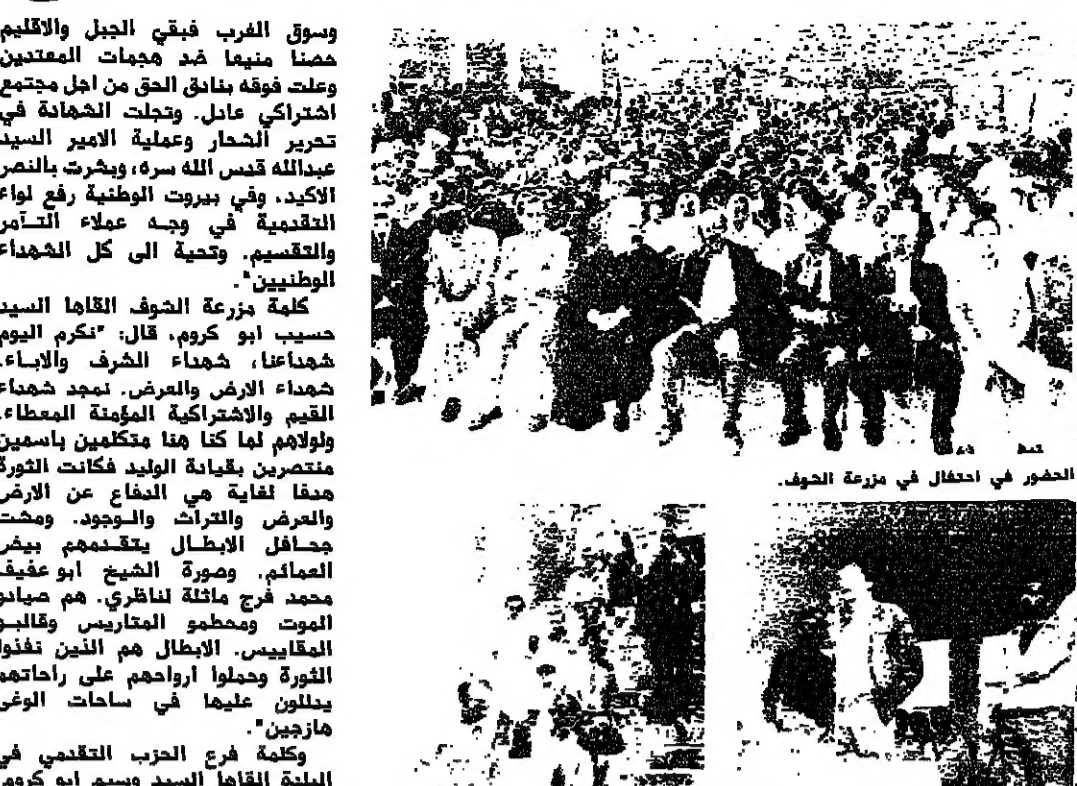 وسوق الغرب فبقي الجبل والاقليم
حصنا منيعا ضد هجمات المعتدين
وعلت فوقه بنادق الحق من اجل مجتمع
اشتراكي عادل. وتجلت الشهادة في
تحرير الشحار وعملية الامير السيد
عبدالله قدس الله سره، وبشرت بالنصر
الاكيد، وفي بيروت الوطنية رفع لواء
التقدمية في وجه عملاء التآمر
والتقسيم. وتحية الى كل الشهداء
الوطنيين".
كلمة مزرعة الشوف القاها السيد
حسيب ابو كروم، قال: "نكرم اليوم
شهداءنا، شهداء الشرف والاباء،
شهداء الارض والعرض. نمجد شهداء
القيم والاشتراكية المؤمنة المعطاء.
ولولاهم لما كنا هنا متكلمين باسمين
منتصرين بقيادة الوليد فكانت الثورة
هدفا لغاية هي الدفاع عن الارض
والعرض والتراث والوجود. ومشت
جحافل الابطال يتقدمهم بيض
العمائم. وصورة الشيخ ابو عفيف
محمد فرج ماثلة لناظري. هم صيادو
الموت ومحطمو المتاريس وقالبو
المقاييس. الابطال هم الذين نفذوا
الثورة وحملوا ارواحهم على راحاتهم
يدللون عليها في ساحات الوغى
هازجين".
وكلمة فرع الحزب التقدمي في
البلدة القاها السيد وسيم ابو كروم
الحضور في احتفال في مزرعة الشوف.